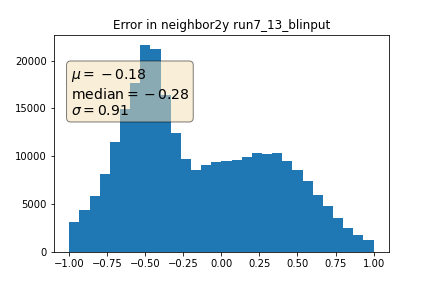 Error in neighbor2y run7_13_blinput
μ = −0.18
median = −0.28
σ = 0.91
20000
15000
10000
5000
0
−1.00 −0.75 −0.50 −0.25 0.00 0.25 0.50 0.75 1.00